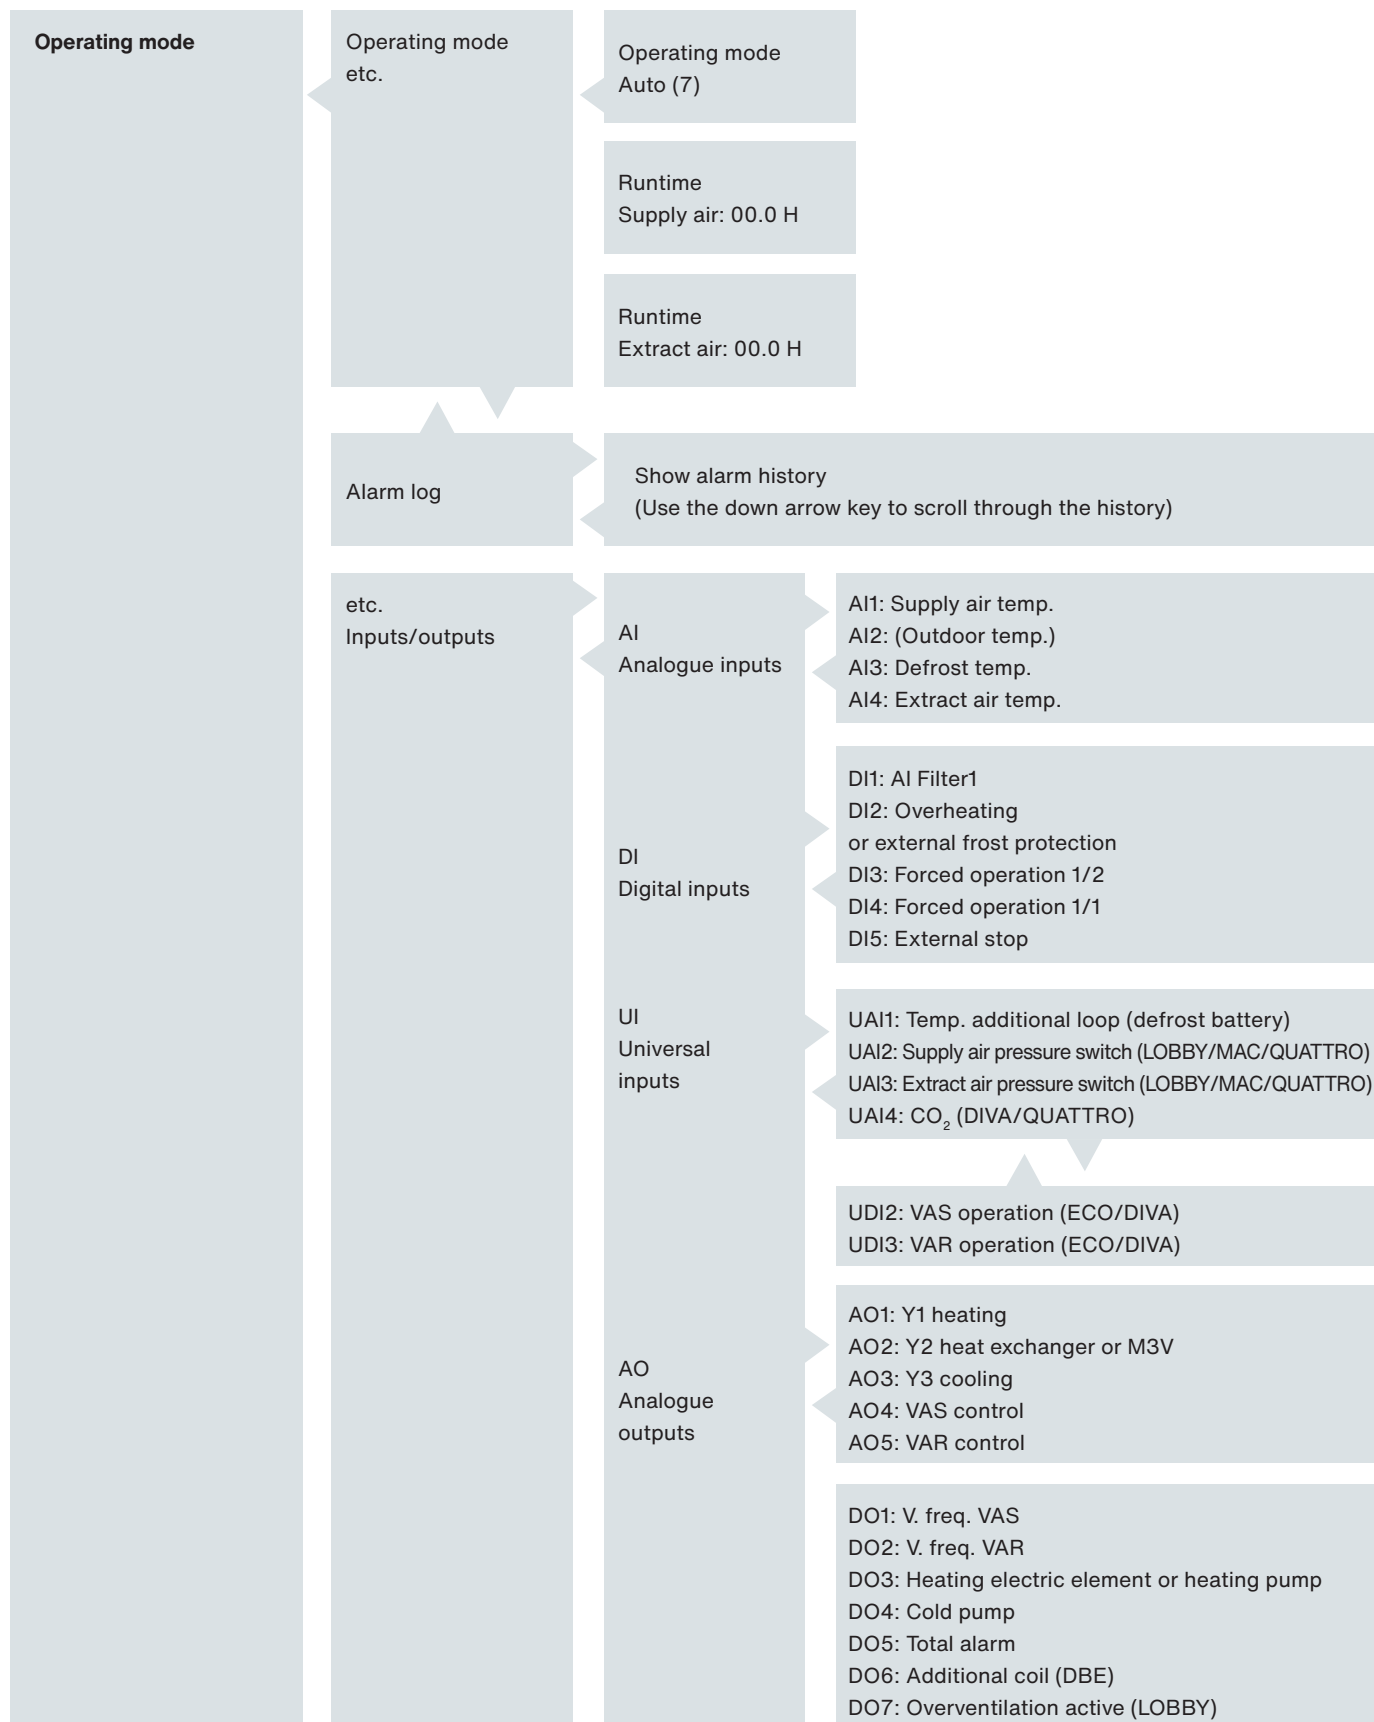 Operating mode
Operating mode
etc.
Operating mode
Auto (7)
Runtime
Supply air: 00.0 H
Runtime
Extract air: 00.0 H
Alarm log
Show alarm history
(Use the down arrow key to scroll through the history)
etc.
Inputs/outputs
AI
Analogue inputs
AI1: Supply air temp.
AI2: (Outdoor temp.)
AI3: Defrost temp.
AI4: Extract air temp.
DI
Digital inputs
DI1: AI Filter1
DI2: Overheating
or external frost protection
DI3: Forced operation 1/2
DI4: Forced operation 1/1
DI5: External stop
UI
Universal
inputs
UAI1: Temp. additional loop (defrost battery)
UAI2: Supply air pressure switch (LOBBY/MAC/QUATTRO)
UAI3: Extract air pressure switch (LOBBY/MAC/QUATTRO)
UAI4: CO₂ (DIVA/QUATTRO)
UDI2: VAS operation (ECO/DIVA)
UDI3: VAR operation (ECO/DIVA)
AO
Analogue
outputs
AO1: Y1 heating
AO2: Y2 heat exchanger or M3V
AO3: Y3 cooling
AO4: VAS control
AO5: VAR control
DO1: V. freq. VAS
DO2: V. freq. VAR
DO3: Heating electric element or heating pump
DO4: Cold pump
DO5: Total alarm
DO6: Additional coil (DBE)
DO7: Overventilation active (LOBBY)